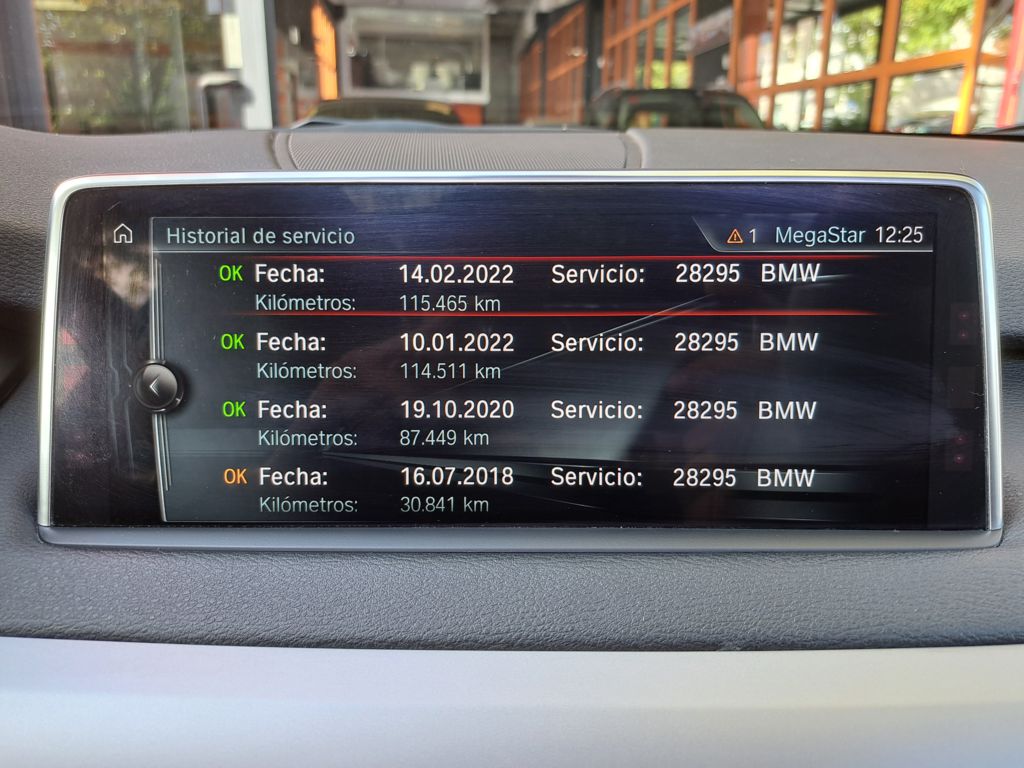 Historial de servicio 1 MegaStar 12:25
OK Fecha: 14.02.2022 Servicio: 28295 BMW
Kilómetros: 115.465 km
OK Fecha: 10.01.2022 Servicio: 28295 BMW
Kilómetros: 114.511 km
OK Fecha: 19.10.2020 Servicio: 28295 BMW
Kilómetros: 87.449 km
OK Fecha: 16.07.2018 Servicio: 28295 BMW
Kilómetros: 30.841 km